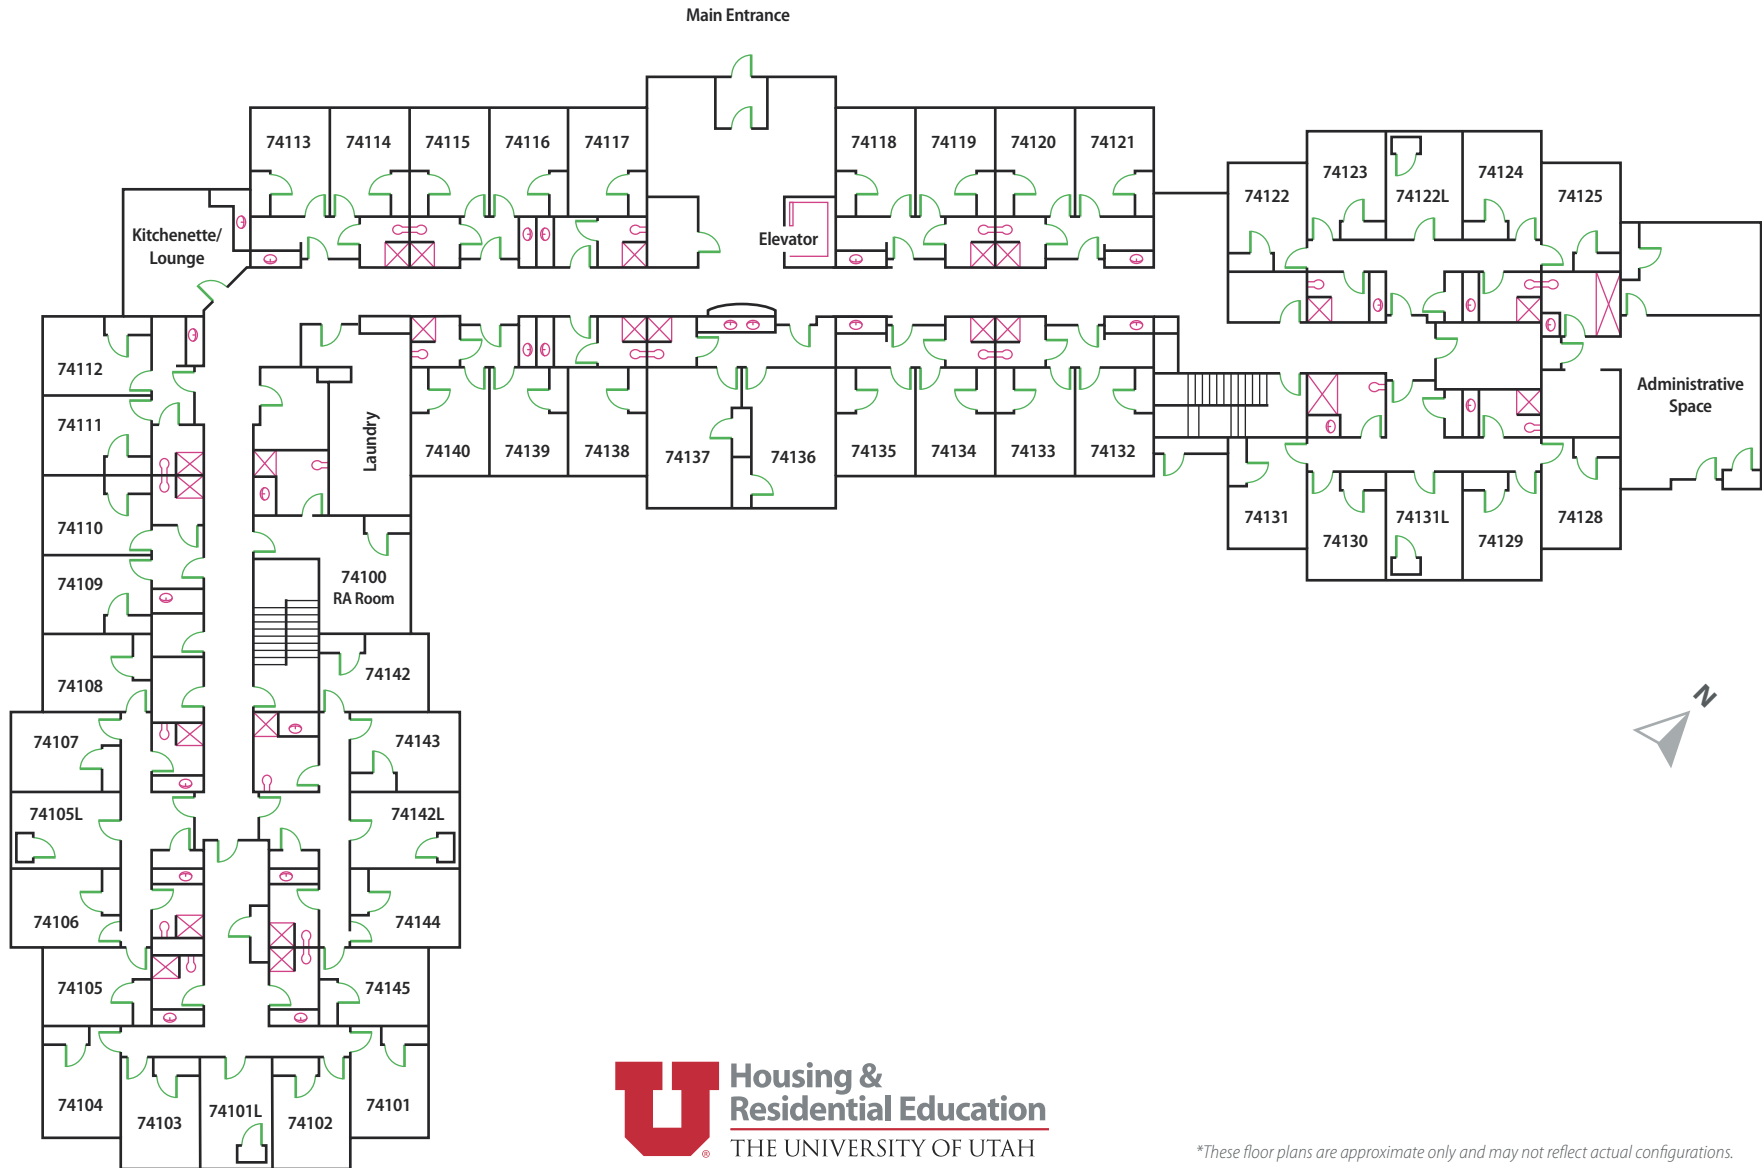 Main Entrance
74113
74114
74115
74116
74117
74118
74119
74120
74121
74122
74123
74122L
74124
74125
Kitchenette/
Lounge
Elevator
74112
74111
74110
74109
74108
Laundry
74140
74139
74138
74137
74136
74135
74134
74133
74132
74131
74130
74131L
74129
74128
Administrative
Space
74100
RA Room
74142
74107
74143
74105L
74142L
74106
74144
74105
74145
74104
74103
74101L
74102
74101
N
U
®
Housing &
Residential Education
THE UNIVERSITY OF UTAH
*These floor plans are approximate only and may not reflect actual configurations.